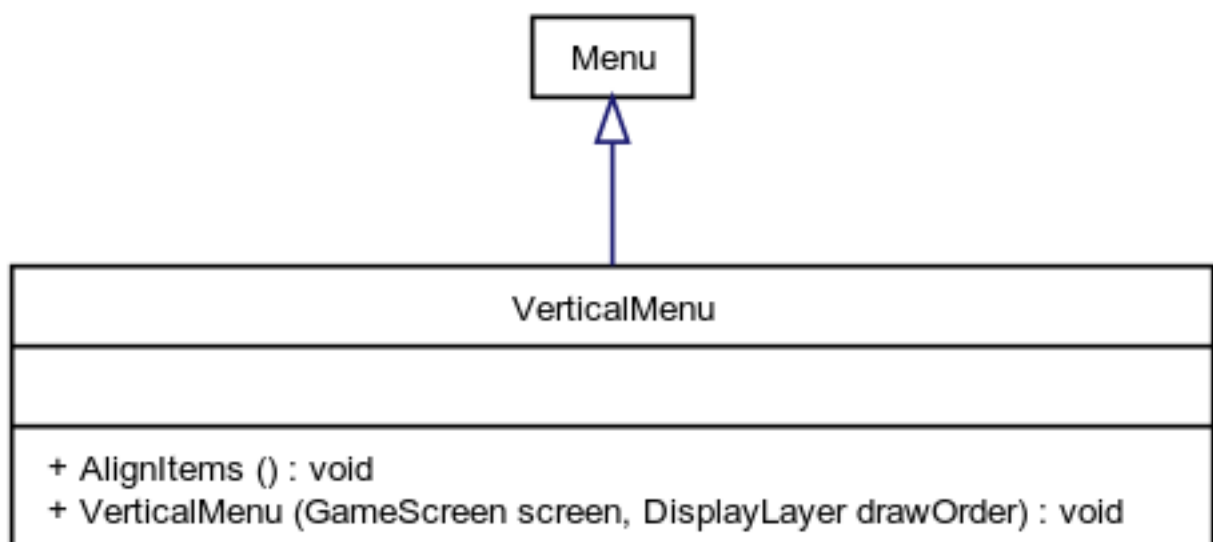 Menu
VerticalMenu
+ AlignItems () : void
+ VerticalMenu (GameScreen screen, DisplayLayer drawOrder) : void